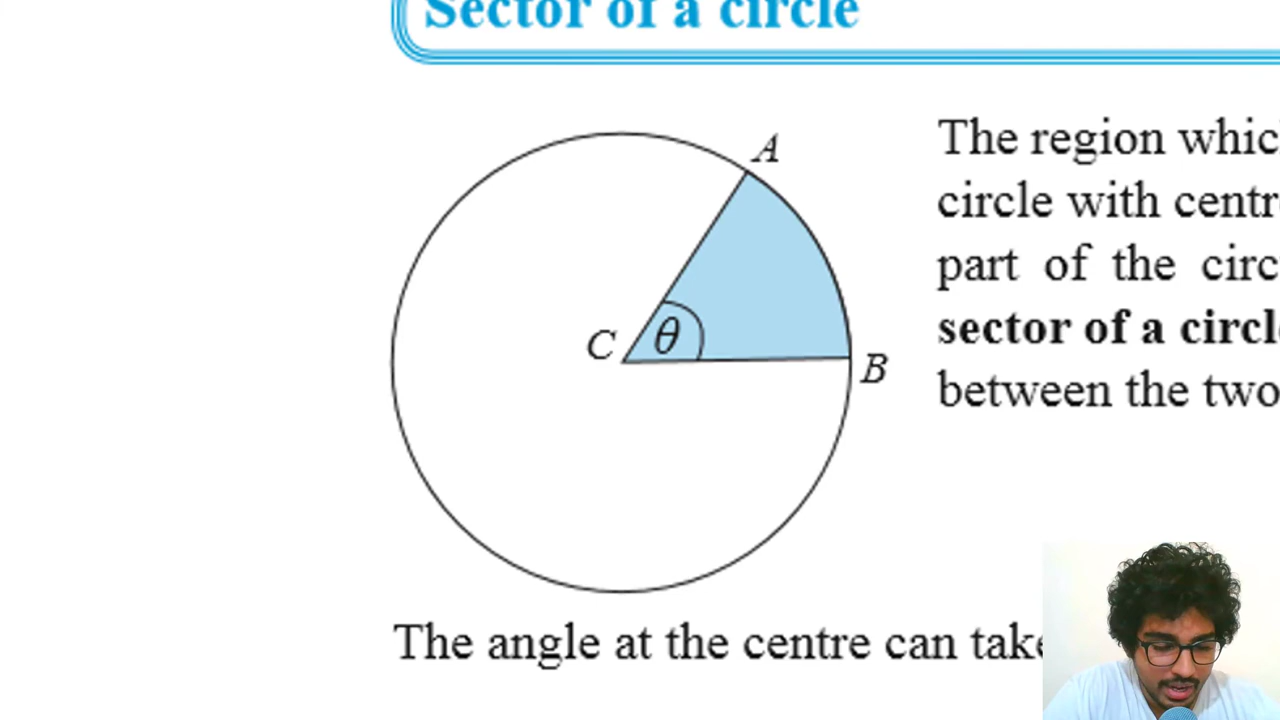 Sector of a circle
A
C
θ
B
The region whic
circle with centr
part of the circ
sector of a circl
between the two
The angle at the centre can take